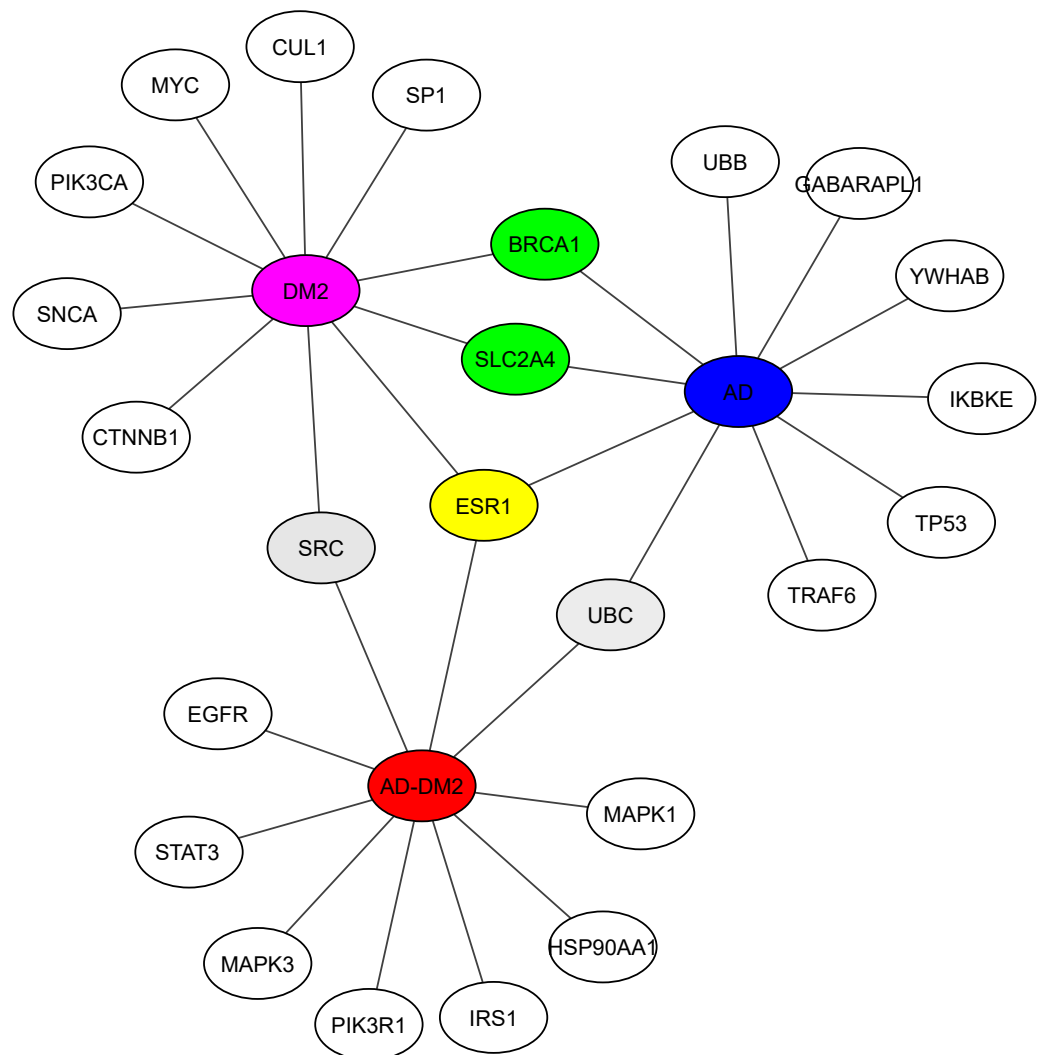 CUL1
MYC
SP1
UBB
PIK3CA
GABARAPL1
BRCA1
YWHAB
DM2
SNCA
SLC2A4
AD
IKBKE
CTNNB1
ESR1
TP53
SRC
TRAF6
UBC
EGFR
AD-DM2
MAPK1
STAT3
HSP90AA1
MAPK3
IRS1
PIK3R1